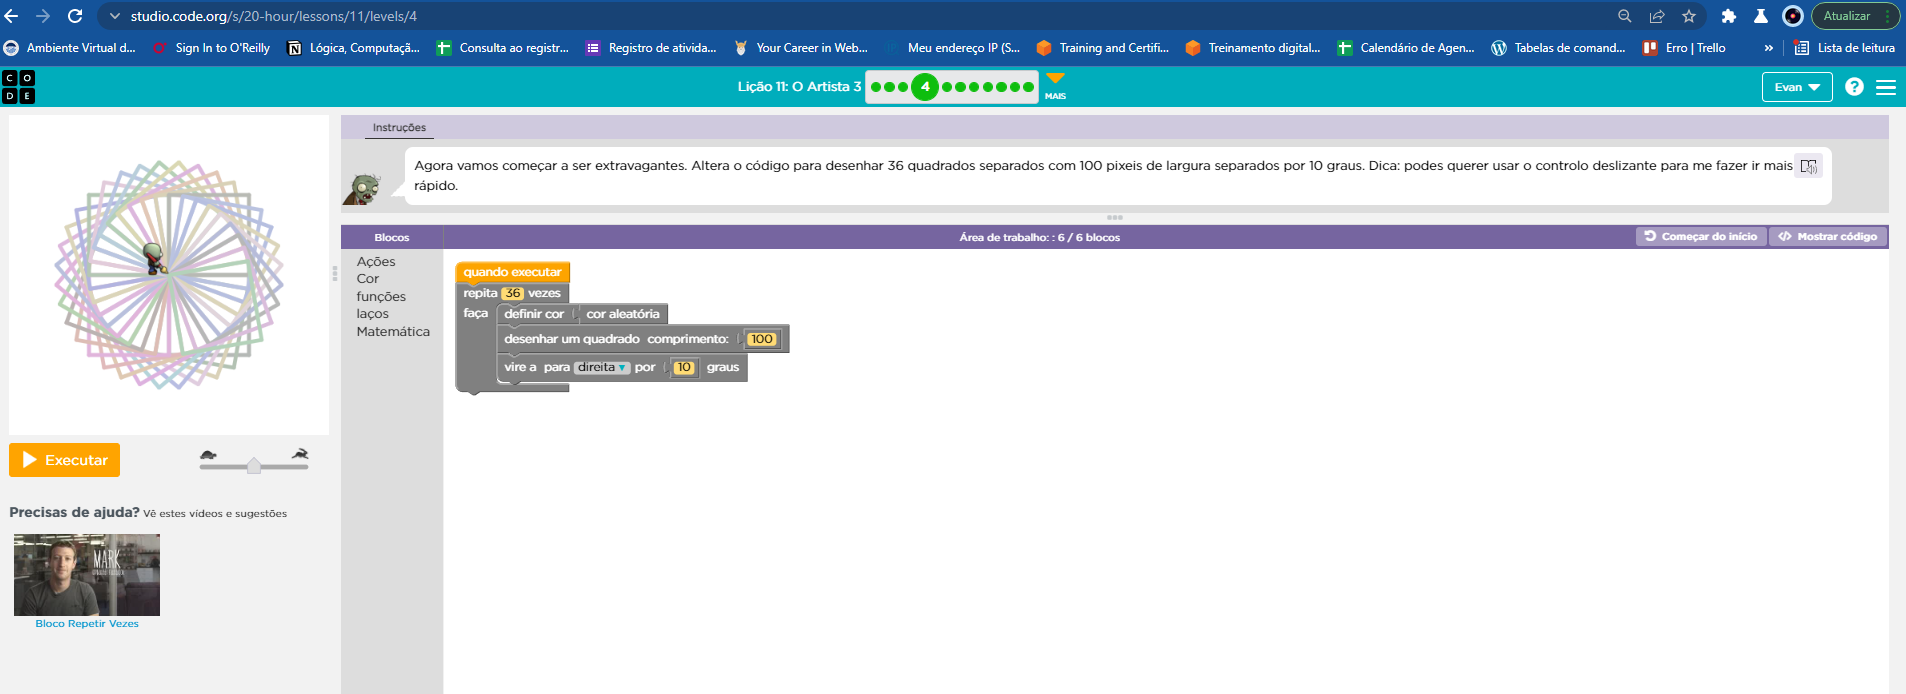 studio.code.org/s/20-hour/lessons/11/levels/4
Atualizar
Ambiente Virtual d...
Sign In to O'Reilly
Lógica, Computaçã...
Consulta ao registr...
Registro de ativida...
Your Career in Web...
Meu endereço IP (S...
Training and Certifi...
Treinamento digital...
Calendário de Agen...
Tabelas de comand...
Erro | Trello
»
Lista de leitura
C O
D E
Lição 11: O Artista 3
4
MAIS
Evan
?
Instruções
Agora vamos começar a ser extravagantes. Altera o código para desenhar 36 quadrados separados com 100 pixeis de largura separados por 10 graus. Dica: podes querer usar o controlo deslizante para me fazer ir mais
rápido.
Blocos
Área de trabalho: : 6 / 6 blocos
Começar do início
</> Mostrar código
Ações
Cor
funções
laços
Matemática
quando executar
repita 36 vezes
faça definir cor cor aleatória
desenhar um quadrado comprimento: 100
vire a para direita por 10 graus
Executar
Precisas de ajuda? Vê estes vídeos e sugestões
MARK
Bloco Repetir Vezes